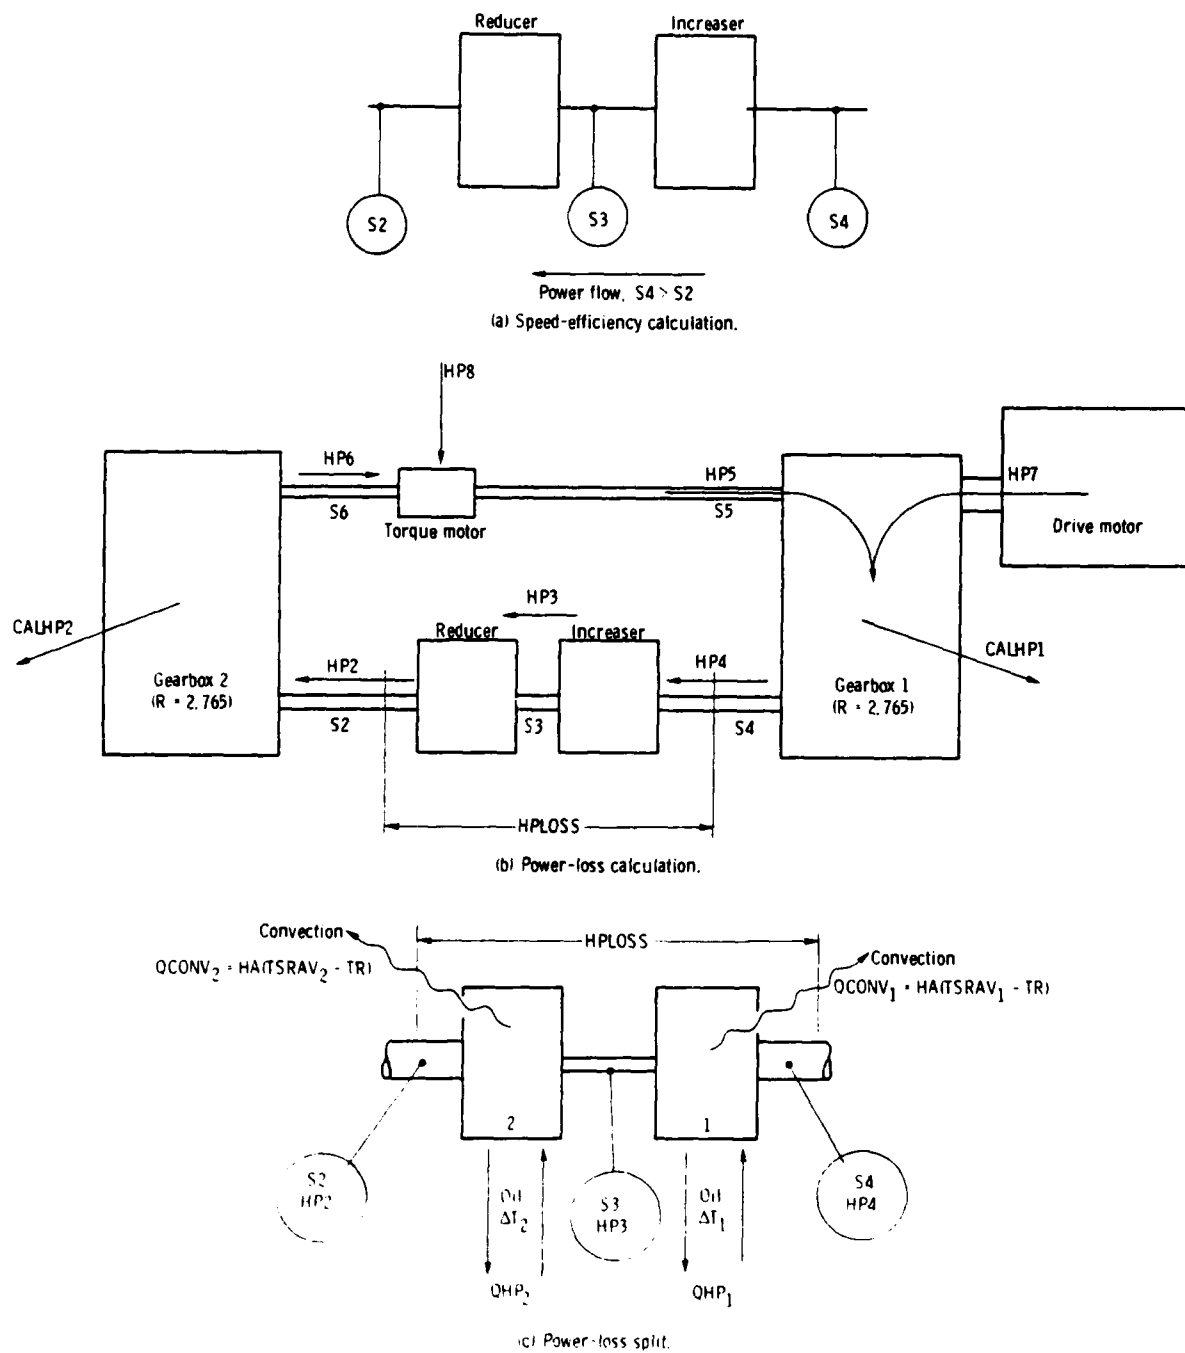 Reducer
Increaser
S2
S3
S4
Power flow, S4 > S2
(a) Speed-efficiency calculation.
HP8
HP6
HP5
HP7
S6
S5
Torque motor
Drive motor
HP3
CALHP2
Reducer
Increaser
CALHP1
HP2
HP4
Gearbox 2
(R = 2.765)
Gearbox 1
(R = 2.765)
S2
S3
S4
HPLOSS
(b) Power-loss calculation.
Convection
HPLOSS
Convection
QCONV2 = HA(TSRAV2 - TR)
QCONV1 = HA(TSRAV1 - TR)
2
1
S2
HP2
Oil
ΔT2
S3
HP3
Oil
ΔT1
S4
HP4
QHP2
QHP1
(c) Power-loss split.